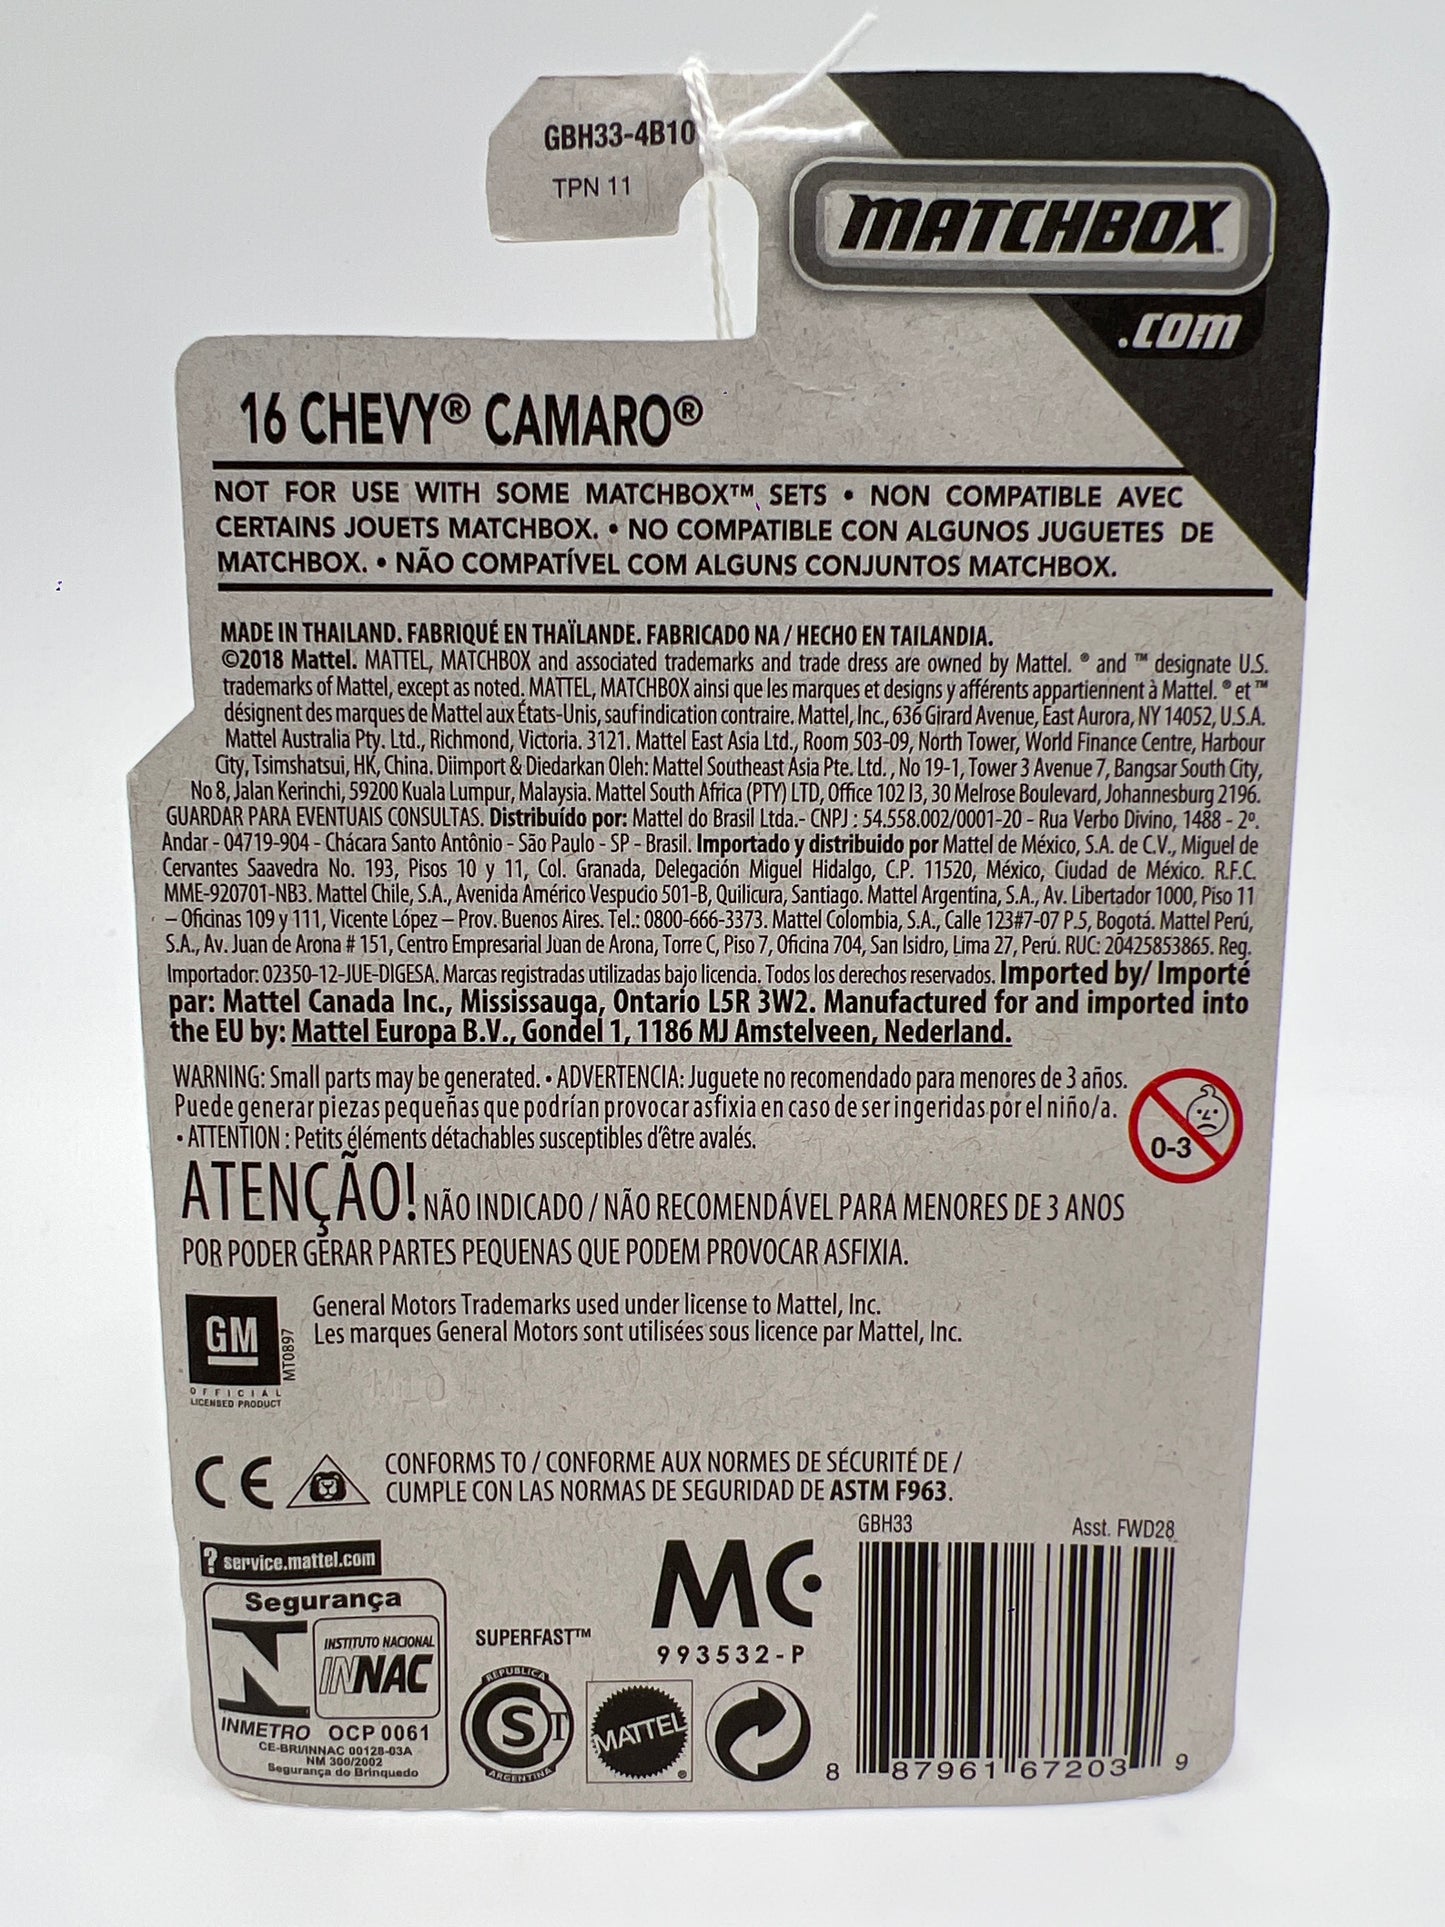 GBH33-4B10
TPN 11
MATCHBOX™
.com
16 CHEVY® CAMARO®
NOT FOR USE WITH SOME MATCHBOX™ SETS • NON COMPATIBLE AVEC
CERTAINS JOUETS MATCHBOX. • NO COMPATIBLE CON ALGUNOS JUGUETES DE
MATCHBOX. • NÃO COMPATÍVEL COM ALGUNS CONJUNTOS MATCHBOX.
MADE IN THAILAND. FABRIQUÉ EN THAÏLANDE. FABRICADO NA / HECHO EN TAILANDIA.
©2018 Mattel. MATTEL, MATCHBOX and associated trademarks and trade dress are owned by Mattel. ® and ™ designate U.S.
trademarks of Mattel, except as noted. MATTEL, MATCHBOX ainsi que les marques et designs y afférents appartiennent à Mattel. ® et ™
désignent des marques de Mattel aux États-Unis, sauf indication contraire. Mattel, Inc., 636 Girard Avenue, East Aurora, NY 14052, U.S.A.
Mattel Australia Pty. Ltd., Richmond, Victoria. 3121. Mattel East Asia Ltd., Room 503-09, North Tower, World Finance Centre, Harbour
City, Tsimshatsui, HK, China. Diimport & Diedarkan Oleh: Mattel Southeast Asia Pte. Ltd. , No 19-1, Tower 3 Avenue 7, Bangsar South City,
No 8, Jalan Kerinchi, 59200 Kuala Lumpur, Malaysia. Mattel South Africa (PTY) LTD, Office 102 I3, 30 Melrose Boulevard, Johannesburg 2196.
GUARDAR PARA EVENTUAIS CONSULTAS. Distribuído por: Mattel do Brasil Ltda.- CNPJ : 54.558.002/0001-20 - Rua Verbo Divino, 1488 - 2º.
Andar - 04719-904 - Chácara Santo Antônio - São Paulo - SP - Brasil. Importado y distribuido por Mattel de México, S.A. de C.V., Miguel de
Cervantes Saavedra No. 193, Pisos 10 y 11, Col. Granada, Delegación Miguel Hidalgo, C.P. 11520, México, Ciudad de México. R.F.C.
MME-920701-NB3. Mattel Chile, S.A., Avenida Américo Vespucio 501-B, Quilicura, Santiago. Mattel Argentina, S.A., Av. Libertador 1000, Piso 11
– Oficinas 109 y 111, Vicente López – Prov. Buenos Aires. Tel.: 0800-666-3373. Mattel Colombia, S.A., Calle 123#7-07 P.5, Bogotá. Mattel Perú,
S.A., Av. Juan de Arona # 151, Centro Empresarial Juan de Arona, Torre C, Piso 7, Oficina 704, San Isidro, Lima 27, Perú. RUC: 20425853865. Reg.
Importador: 02350-12-JUE-DIGESA. Marcas registradas utilizadas bajo licencia. Todos los derechos reservados. Imported by/ Importé
par: Mattel Canada Inc., Mississauga, Ontario L5R 3W2. Manufactured for and imported into
the EU by: Mattel Europa B.V., Gondel 1, 1186 MJ Amstelveen, Nederland.
WARNING: Small parts may be generated. • ADVERTENCIA: Juguete no recomendado para menores de 3 años.
Puede generar piezas pequeñas que podrían provocar asfixia en caso de ser ingeridas por el niño/a.
• ATTENTION : Petits éléments détachables susceptibles d'être avalés.
0-3
ATENÇÃO! NÃO INDICADO / NÃO RECOMENDÁVEL PARA MENORES DE 3 ANOS
POR PODER GERAR PARTES PEQUENAS QUE PODEM PROVOCAR ASFIXIA.
GM
MT0897
OFFICIAL
LICENSED PRODUCT
General Motors Trademarks used under license to Mattel, Inc.
Les marques General Motors sont utilisées sous licence par Mattel, Inc.
CE
CONFORMS TO / CONFORME AUX NORMES DE SÉCURITÉ DE /
CUMPLE CON LAS NORMAS DE SEGURIDAD DE ASTM F963.
? service.mattel.com
Segurança
INSTITUTO NACIONAL
INNAC
INMETRO OCP 0061
CE-BRI/INNAC 00128-03A
NM 300/2002
Segurança do Brinquedo
SUPERFAST™
REPUBLICA
S T
ARGENTINA
MATTEL®
MC
993532-P
GBH33 Asst. FWD28
8 87961 67203 9